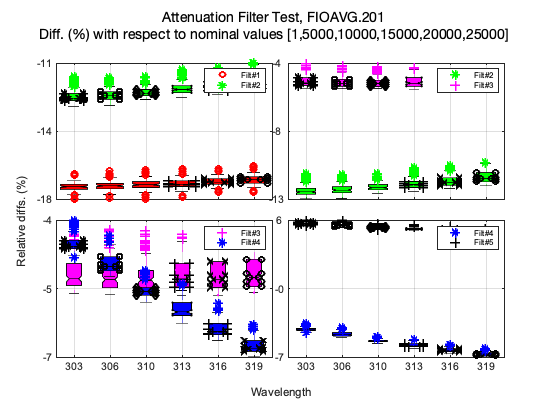 Attenuation Filter Test, FIOAVG.201
Diff. (%) with respect to nominal values [1,5000,10000,15000,20000,25000]
-11
-14
-18
Filt#1
Filt#2
4
-8
-13
Filt#2
Filt#3
Relative diffs. (%)
-4
-5
-7
Filt#3
Filt#4
303 306 310 313 316 319
6
-0
-7
Filt#4
Filt#5
303 306 310 313 316 319
Wavelength